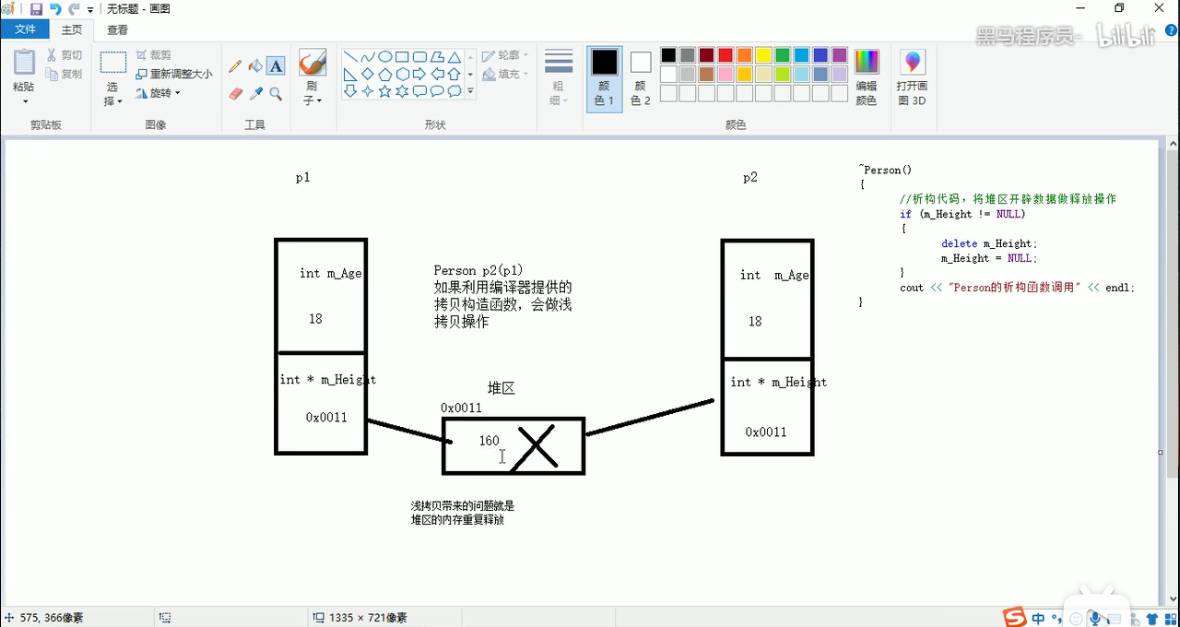 无标题 - 画图
文件
主页
查看
粘贴
剪切
复制
剪贴板
选
择
裁剪
重新调整大小
旋转
图像
A
工具
刷
子
轮廓
填充
形状
粗
细
颜
色 1
颜
色 2
颜色
编辑
颜色
打开画
图 3D
黑马程序员- bilibili
p1
p2
int m_Age
18
int * m_Height
0x0011
Person p2(p1)
如果利用编译器提供的
拷贝构造函数，会做浅
拷贝操作
堆区
0x0011
160
浅拷贝带来的问题就是
堆区的内存重复释放
int m_Age
18
int * m_Height
0x0011
~Person()
{
//析构代码，将堆区开辟数据做释放操作
if (m_Height != NULL)
{
delete m_Height;
m_Height = NULL;
}
cout << "Person的析构函数调用" << endl;
}
575, 366像素
1335 × 721像素
S 中